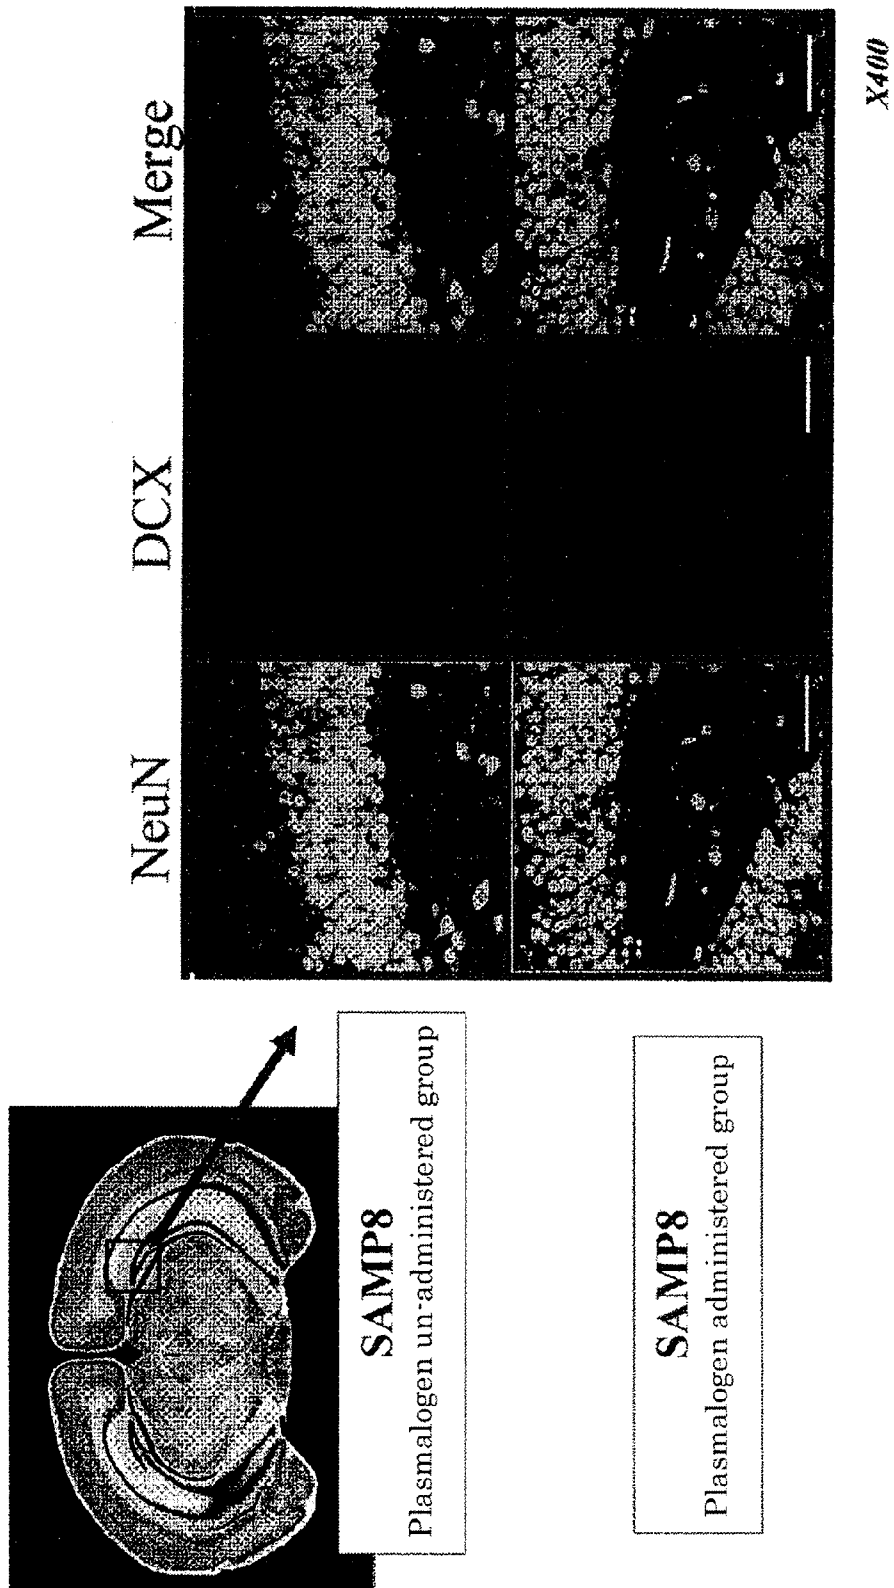 NeuN DCX Merge
SAMP8
Plasmalogen un-administered group
SAMP8
Plasmalogen administered group
X400